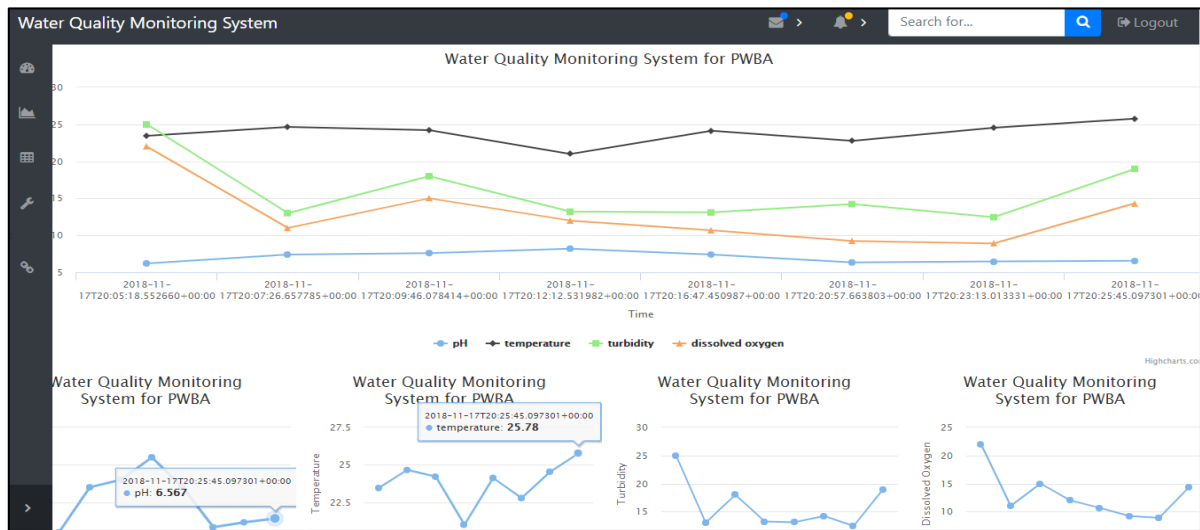 Water Quality Monitoring System
Search for...
Logout
Water Quality Monitoring System for PWBA
30
25
20
15
10
5
2018-11-
17T20:05:18.552660+00:00
2018-11-
17T20:07:26.657785+00:00
2018-11-
17T20:09:46.078414+00:00
2018-11-
17T20:12:12.531982+00:00
2018-11-
17T20:16:47.450987+00:00
2018-11-
17T20:20:57.663803+00:00
2018-11-
17T20:23:13.013331+00:00
2018-11-
17T20:25:45.097301+00:00
Time
pH
temperature
turbidity
dissolved oxygen
Highcharts.co
Water Quality Monitoring
System for PWBA
2018-11-17T20:25:45.097301+00:00
pH: 6.567
Water Quality Monitoring
System for PWBA
2018-11-17T20:25:45.097301+00:00
temperature: 25.78
Temperature
27.5
25
22.5
Water Quality Monitoring
System for PWBA
Turbidity
30
25
20
15
Water Quality Monitoring
System for PWBA
Dissolved Oxygen
25
20
15
10